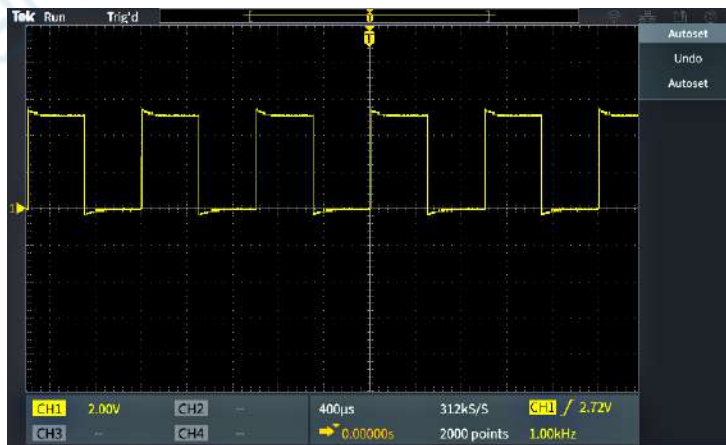 Tek Run Trig'd
T
Autoset
Undo
Autoset
1
CH1 2.00V CH2 -- 400µs 312kS/S CH1 / 2.72V
CH3 -- CH4 -- 0.00000s 2000 points 1.00kHz